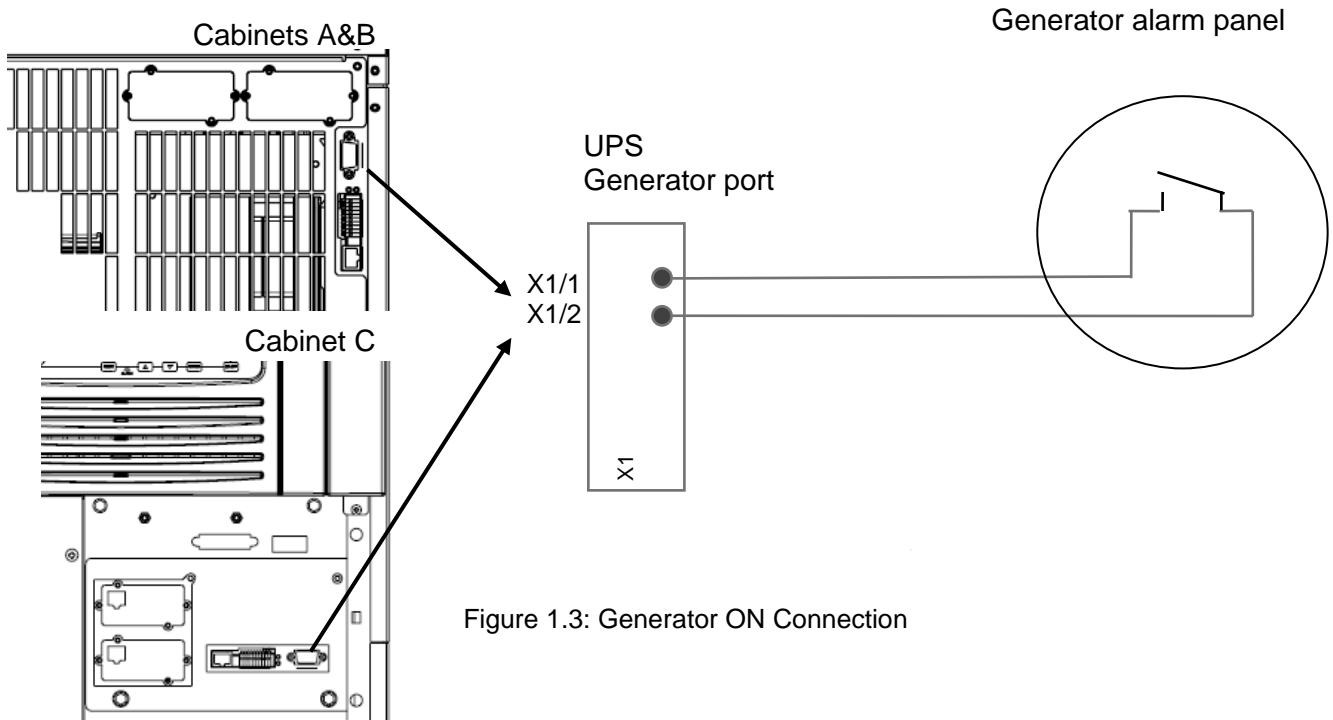 Cabinets A&B
Generator alarm panel
UPS
Generator port
X1/1
X1/2
X1
Cabinet C
Figure 1.3: Generator ON Connection